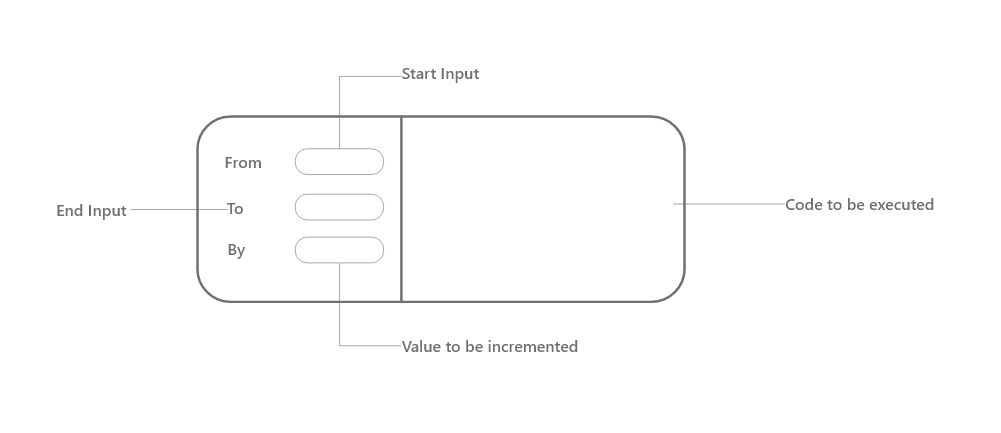 Start Input
From
End Input
To
Code to be executed
By
Value to be incremented